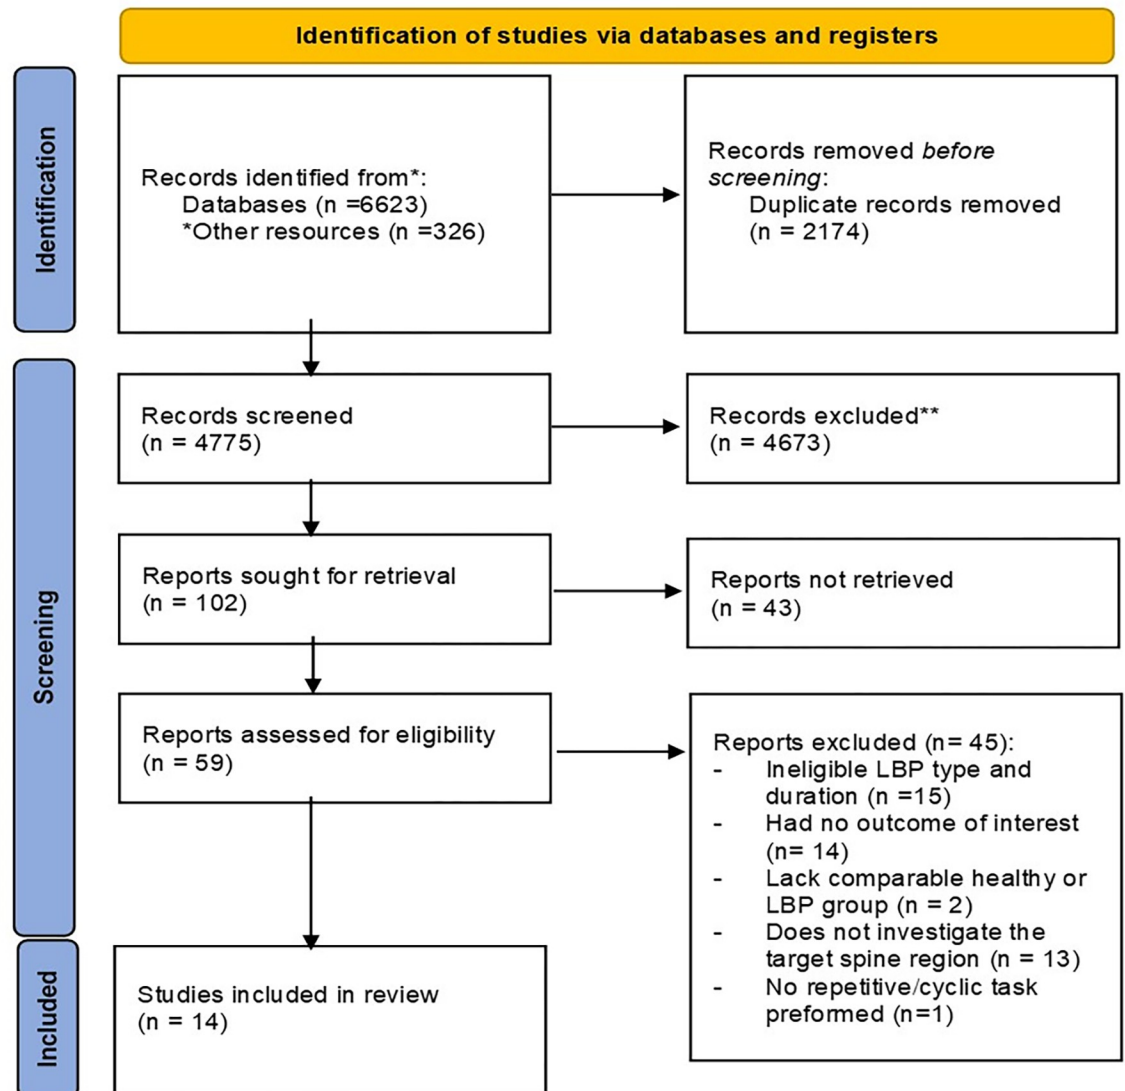 Identification of studies via databases and registers
Identification
Records identified from*:
Databases (n =6623)
*Other resources (n =326)
Records removed before
screening:
Duplicate records removed
(n = 2174)
Screening
Records screened
(n = 4775)
Records excluded**
(n = 4673)
Reports sought for retrieval
(n = 102)
Reports not retrieved
(n = 43)
Reports assessed for eligibility
(n = 59)
Reports excluded (n= 45):
- Ineligible LBP type and
duration (n =15)
- Had no outcome of interest
(n= 14)
- Lack comparable healthy or
LBP group (n = 2)
- Does not investigate the
target spine region (n = 13)
- No repetitive/cyclic task
preformed (n=1)
Included
Studies included in review
(n = 14)